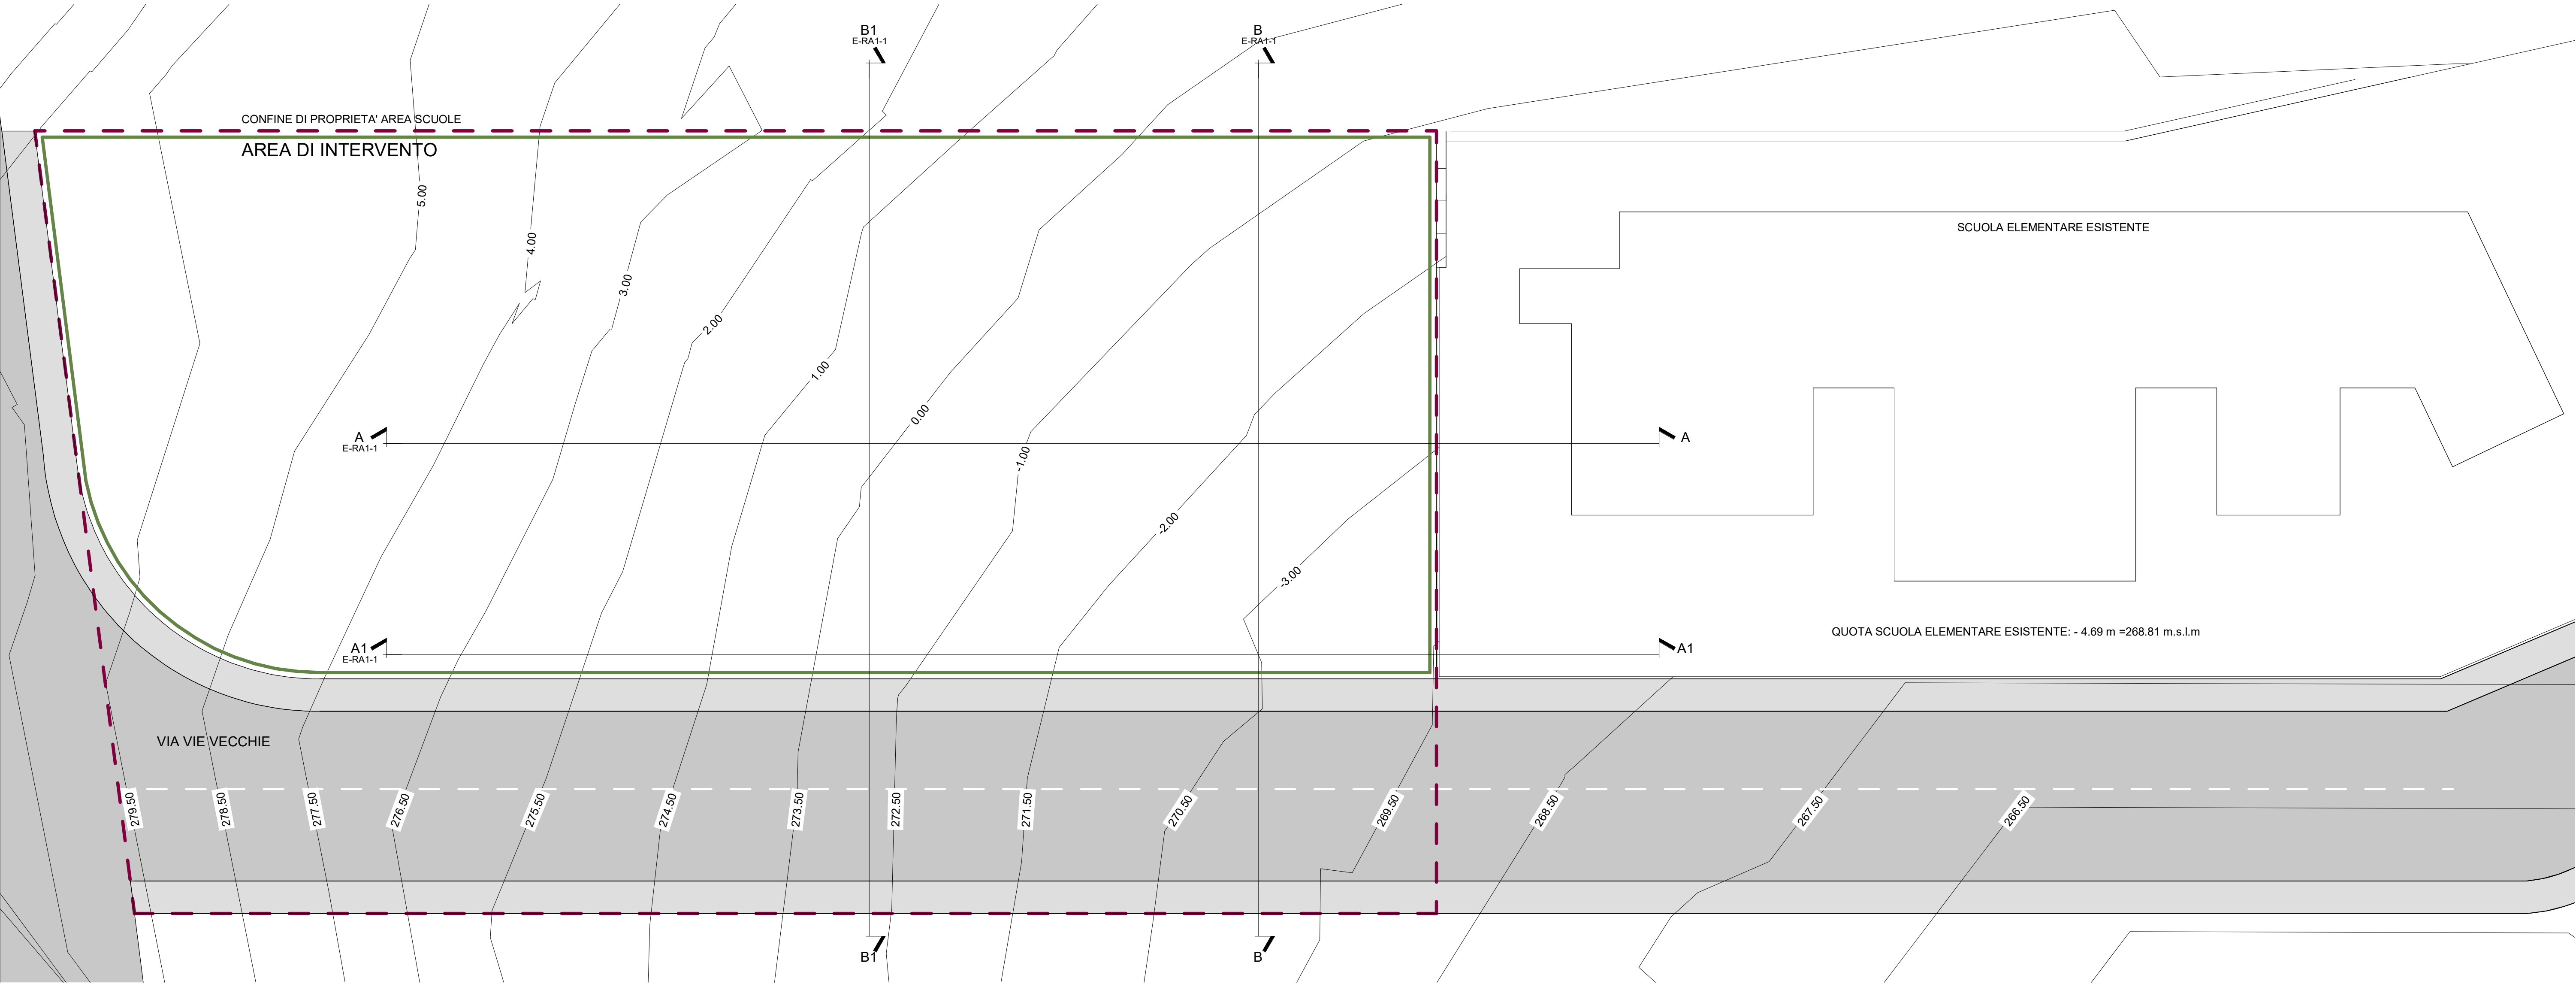 B1
E-RA1-1
B
E-RA1-1
CONFINE DI PROPRIETA' AREA SCUOLE
AREA DI INTERVENTO
5.00
4.00
3.00
2.00
1.00
0.00
-1.00
-2.00
-3.00
SCUOLA ELEMENTARE ESISTENTE
A
E-RA1-1
A
A1
E-RA1-1
A1
QUOTA SCUOLA ELEMENTARE ESISTENTE: - 4.69 m =268.81 m.s.l.m
VIA VIE VECCHIE
279.50
278.50
277.50
276.50
275.50
274.50
273.50
272.50
271.50
270.50
269.50
268.50
267.50
266.50
B1
B